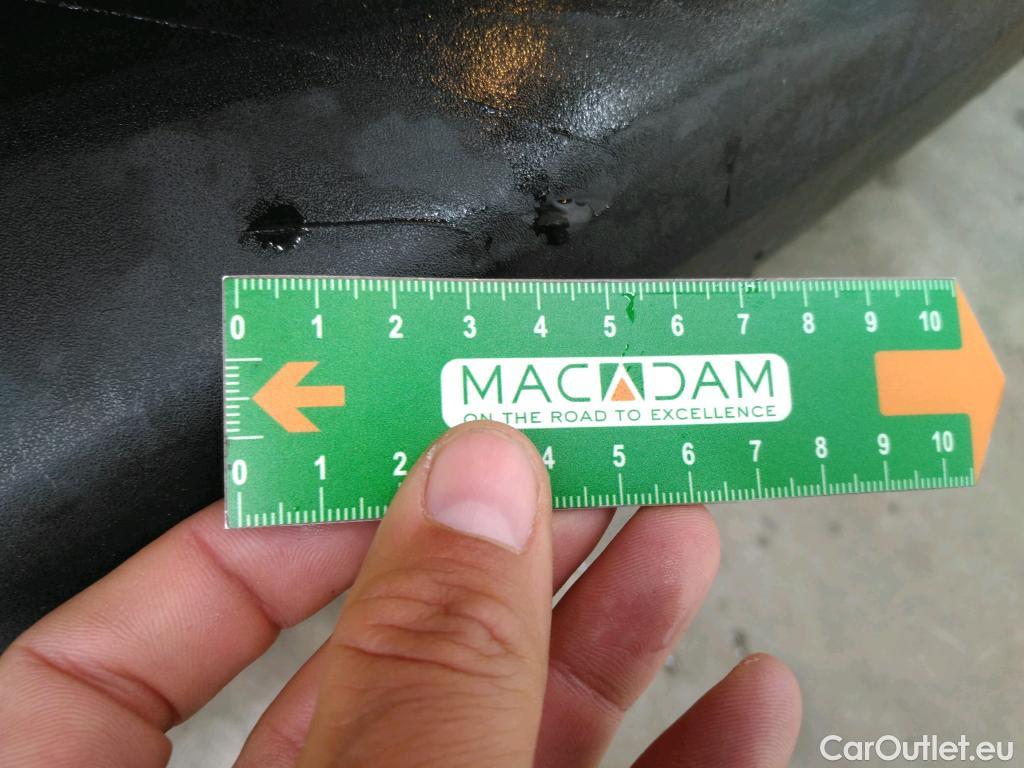 0 1 2 3 4 5 6 7 8 9 10
MACADAM
ON THE ROAD TO EXCELLENCE
0 1 2 4 5 6 7 8 9 10
CarOutlet.eu